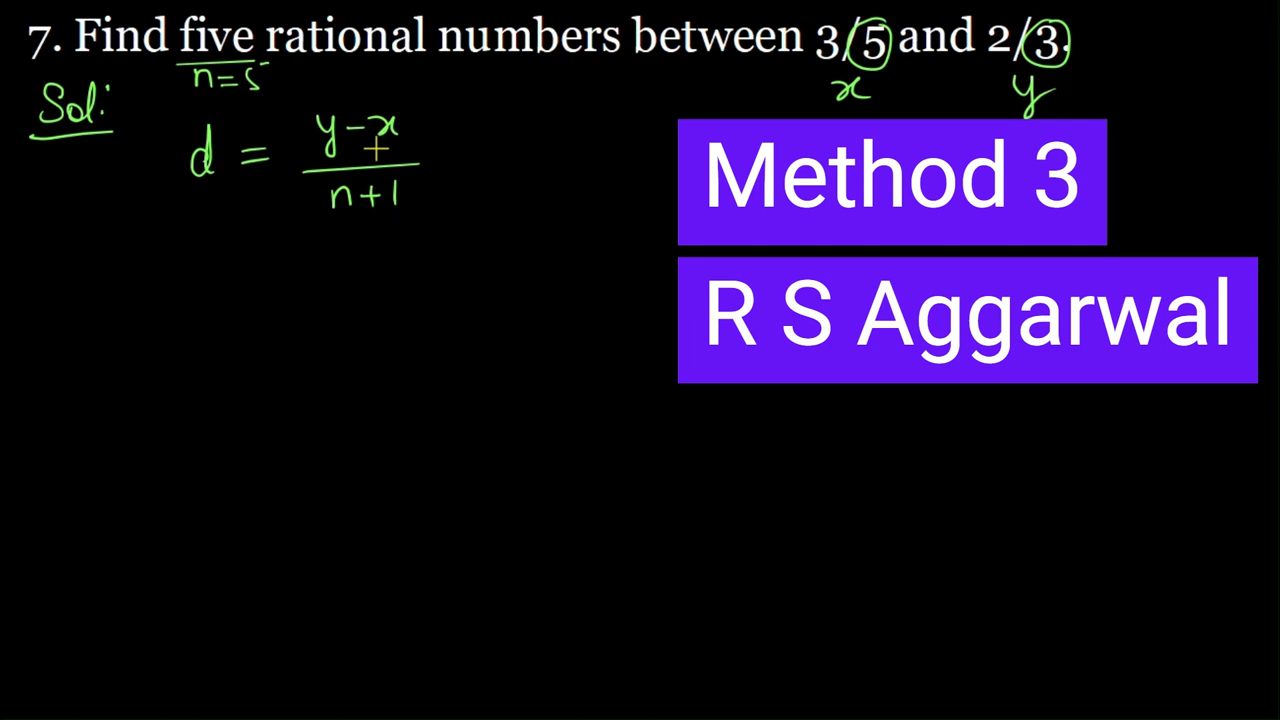 7. Find five rational numbers between 3/5 and 2/3.
n=5
x y
Sol:
d = y-x / n+1
Method 3
R S Aggarwal